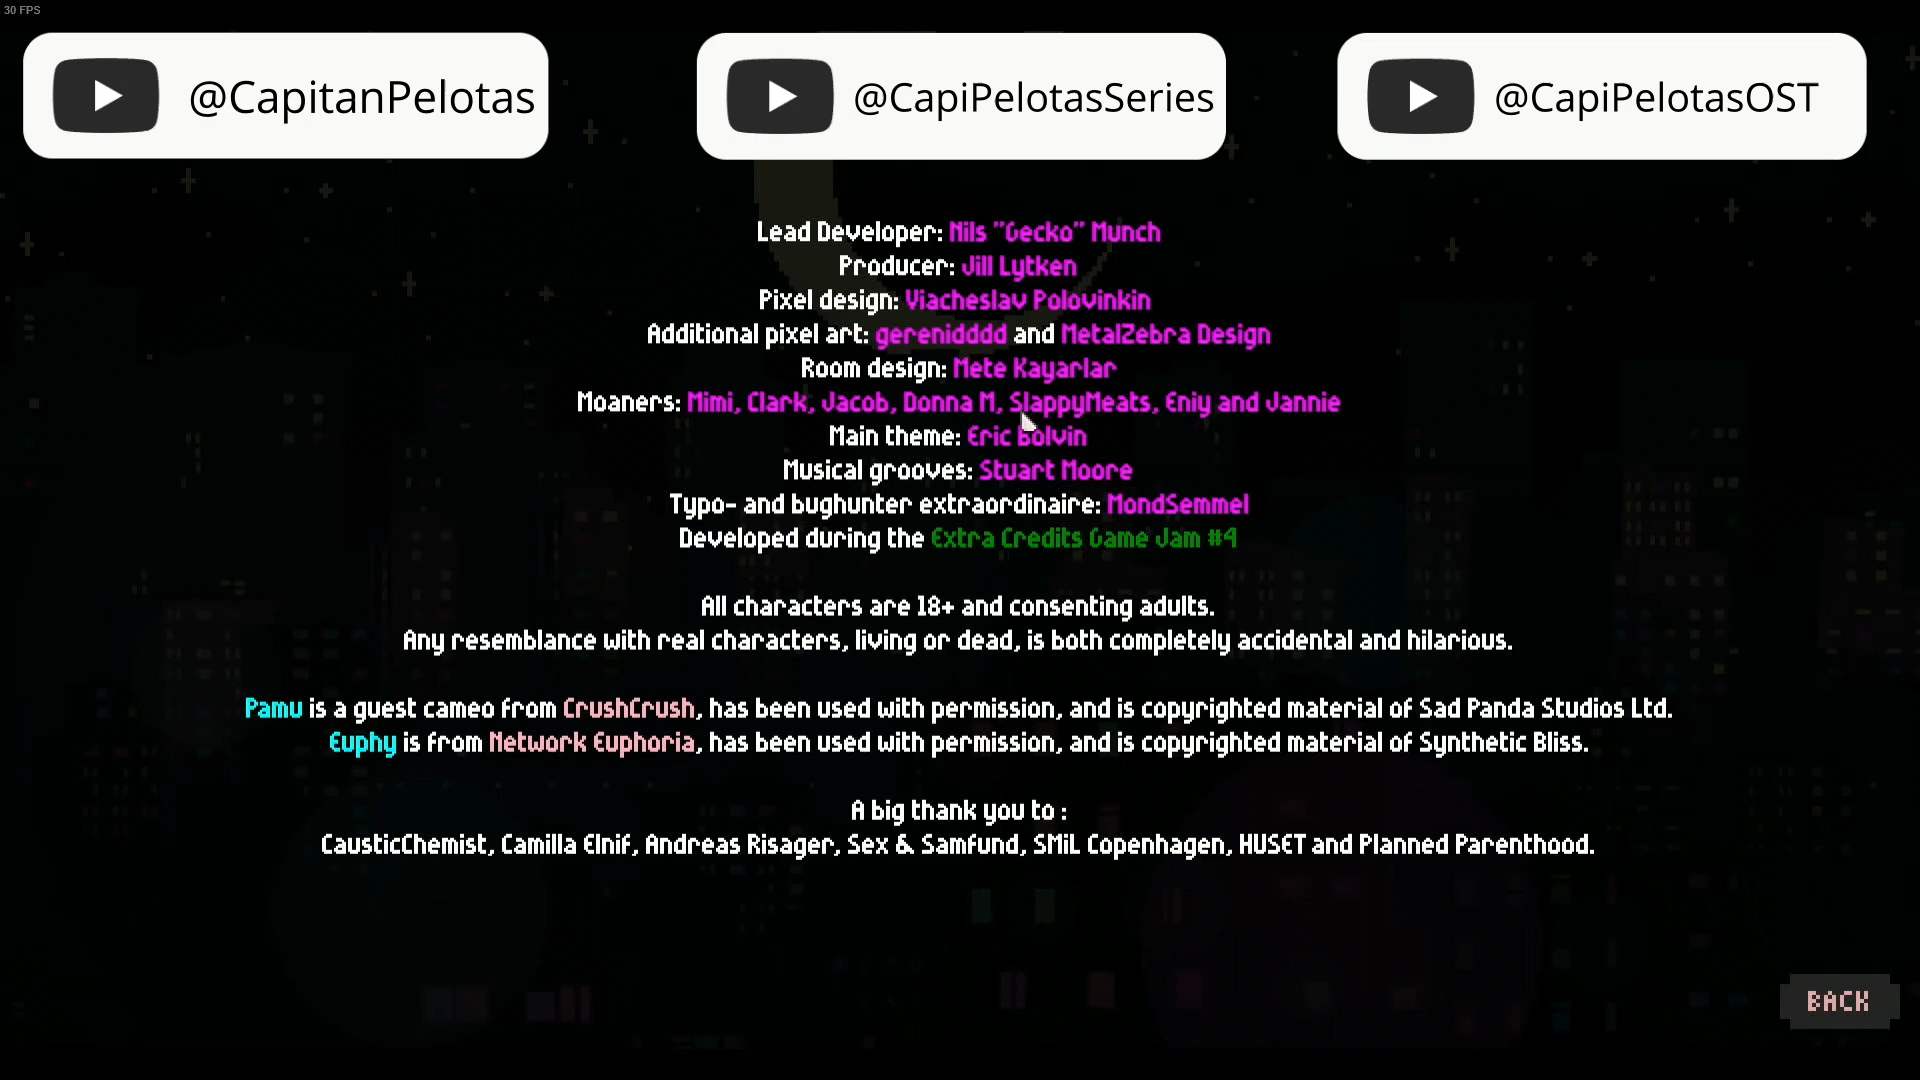 30 FPS
@CapitanPelotas
@CapiPelotasSeries
@CapiPelotasOST
Lead Developer: Nils "Gecko" Munch
Producer: Jill Lytken
Pixel design: Viacheslav Polovinkin
Additional pixel art: gerenidddd and MetalZebra Design
Room design: Mete Kayarlar
Moaners: Mimi, Clark, Jacob, Donna M, SlappyMeats, Eniy and Jannie
Main theme: Eric Bolvin
Musical grooves: Stuart Moore
Typo- and bughunter extraordinaire: MondSemmel
Developed during the Extra Credits Game Jam #4
All characters are 18+ and consenting adults.
Any resemblance with real characters, living or dead, is both completely accidental and hilarious.
Pamu is a guest cameo from CrushCrush, has been used with permission, and is copyrighted material of Sad Panda Studios Ltd.
Euphy is from Network Euphoria, has been used with permission, and is copyrighted material of Synthetic Bliss.
A big thank you to :
CausticChemist, Camilla Elnif, Andreas Risager, Sex & Samfund, SMiL Copenhagen, HUSET and Planned Parenthood.
BACK